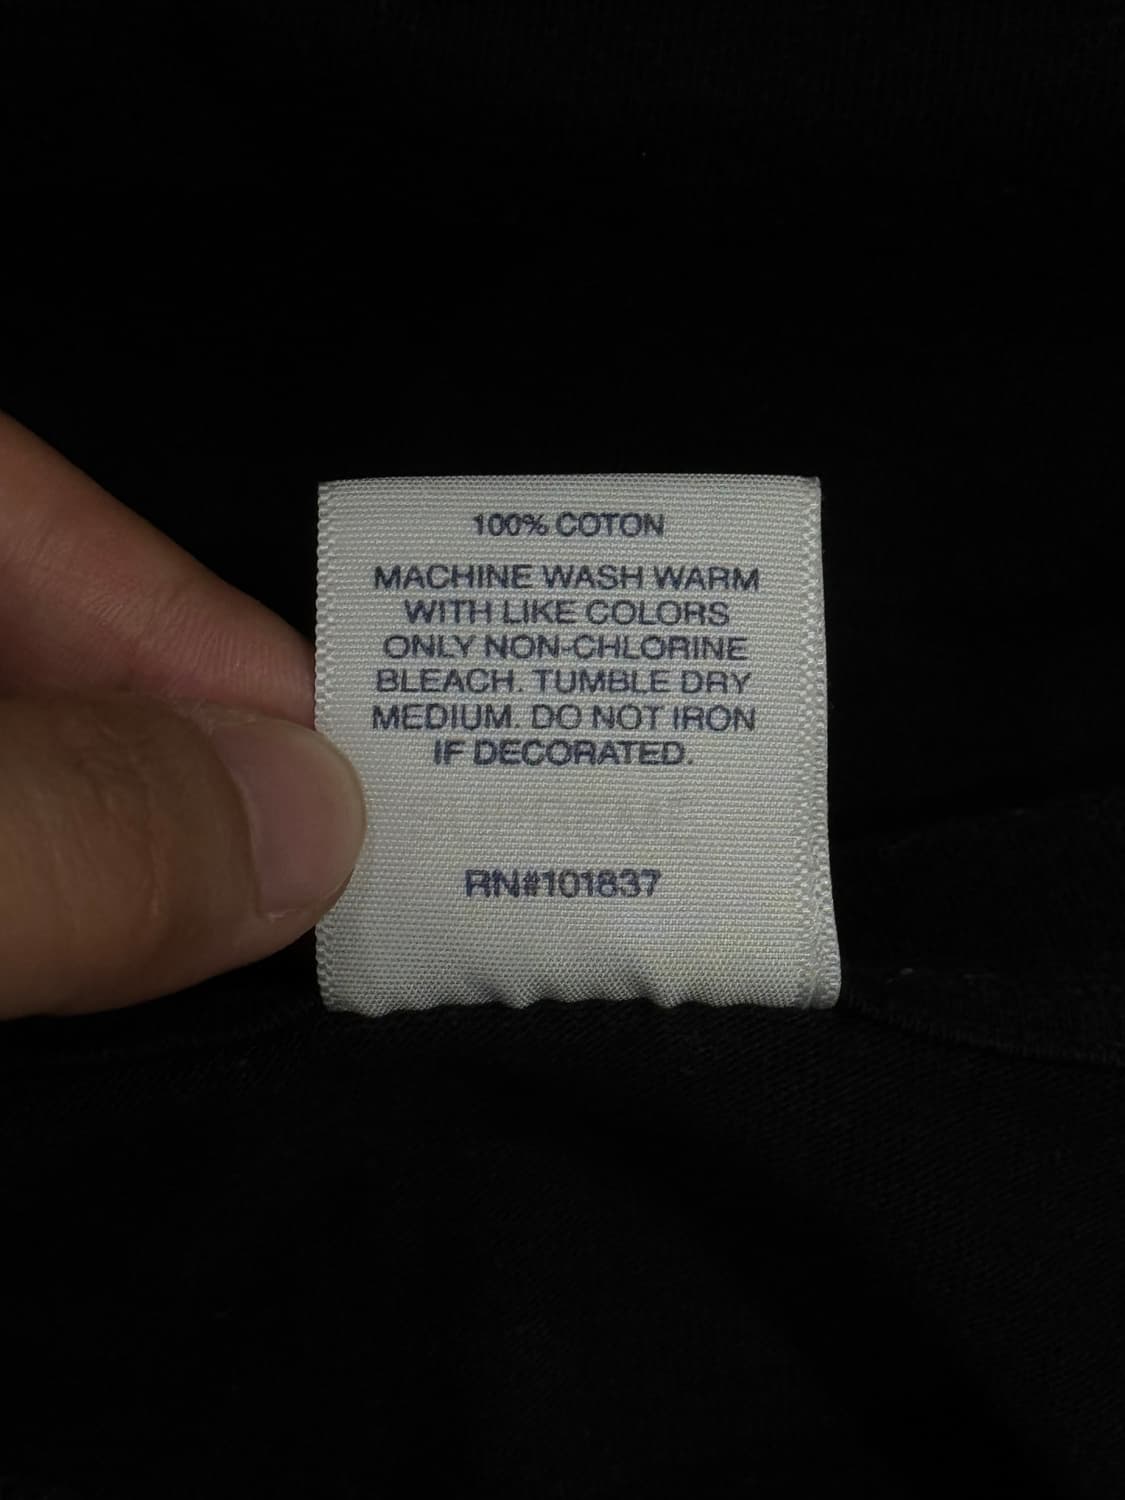 100% COTON
MACHINE WASH WARM
WITH LIKE COLORS
ONLY NON-CHLORINE
BLEACH. TUMBLE DRY
MEDIUM. DO NOT IRON
IF DECORATED.
RN#101837